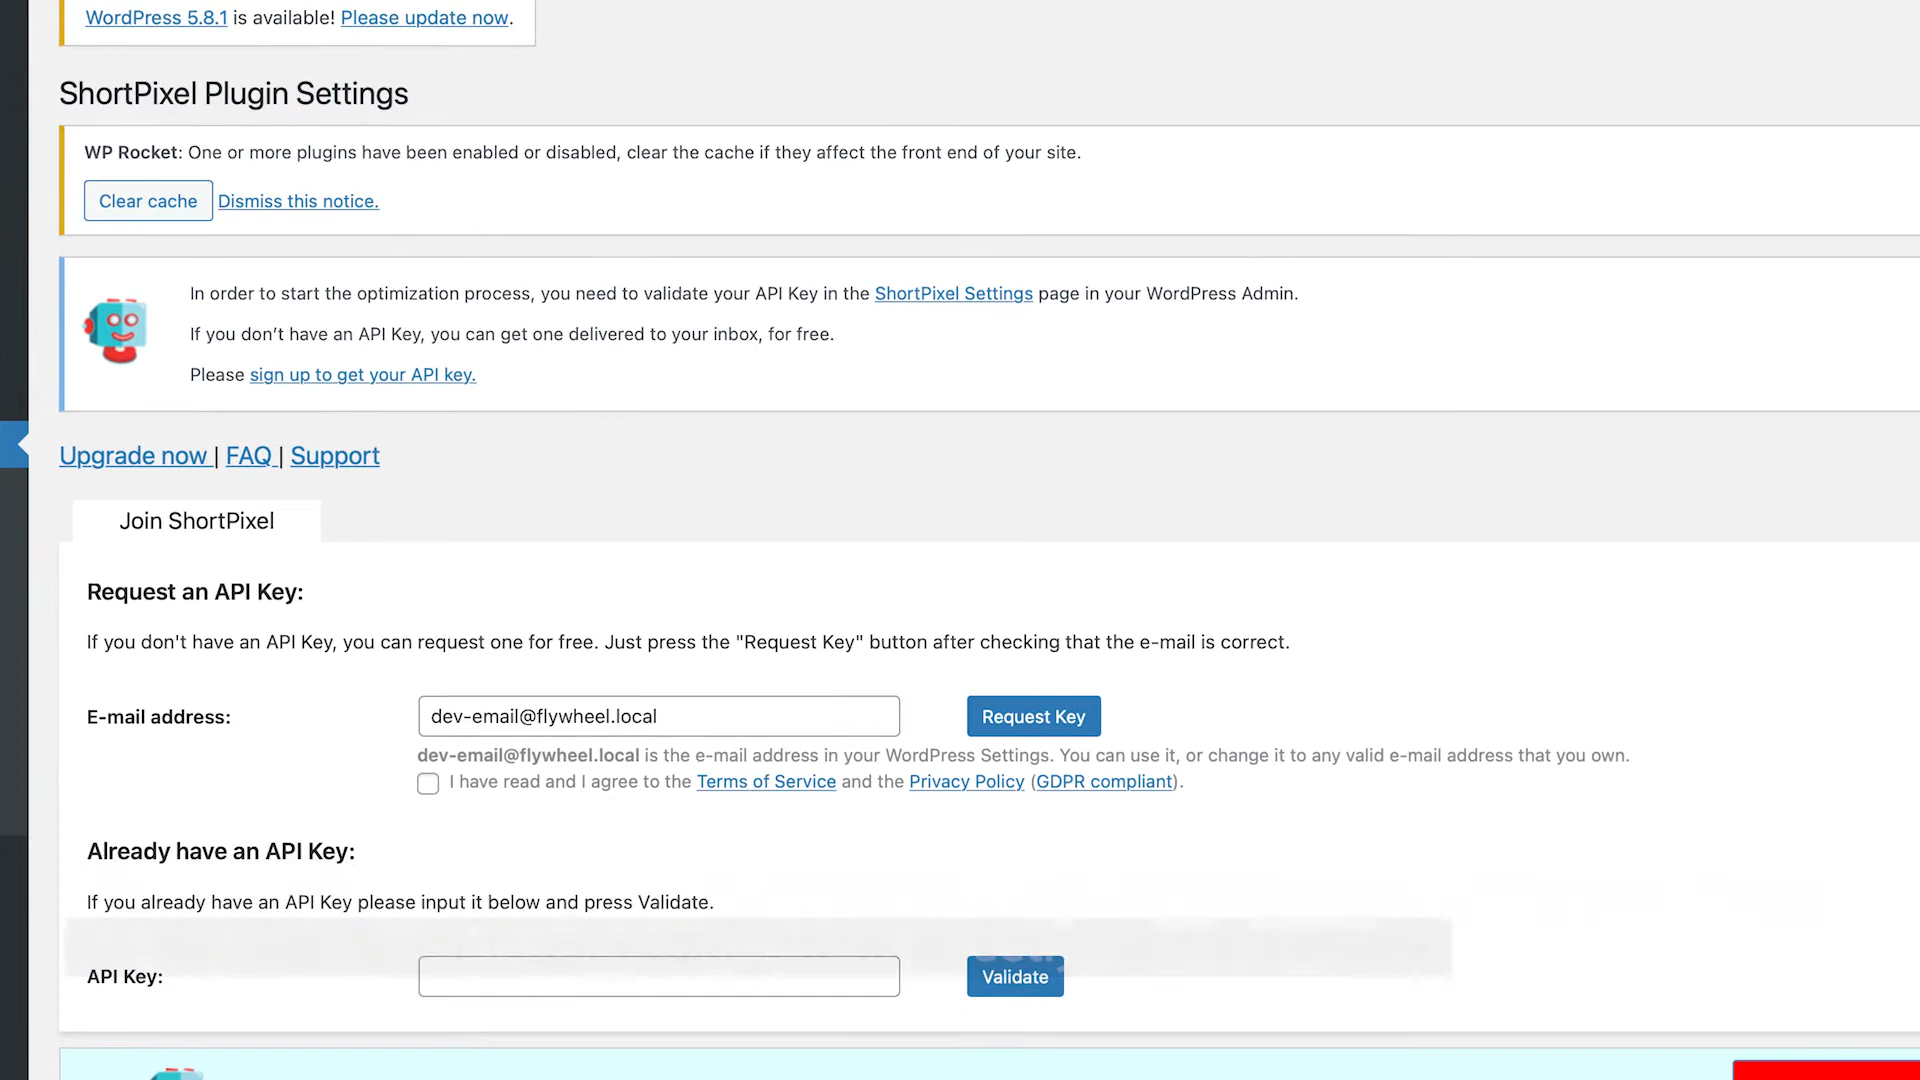 WordPress 5.8.1 is available! Please update now.
ShortPixel Plugin Settings
WP Rocket: One or more plugins have been enabled or disabled, clear the cache if they affect the front end of your site.
Clear cache Dismiss this notice.
In order to start the optimization process, you need to validate your API Key in the ShortPixel Settings page in your WordPress Admin.
If you don’t have an API Key, you can get one delivered to your inbox, for free.
Please sign up to get your API key.
Upgrade now | FAQ | Support
Join ShortPixel
Request an API Key:
If you don't have an API Key, you can request one for free. Just press the "Request Key" button after checking that the e-mail is correct.
E-mail address: dev-email@flywheel.local Request Key
dev-email@flywheel.local is the e-mail address in your WordPress Settings. You can use it, or change it to any valid e-mail address that you own.
I have read and I agree to the Terms of Service and the Privacy Policy (GDPR compliant).
Already have an API Key:
If you already have an API Key please input it below and press Validate.
API Key: Validate